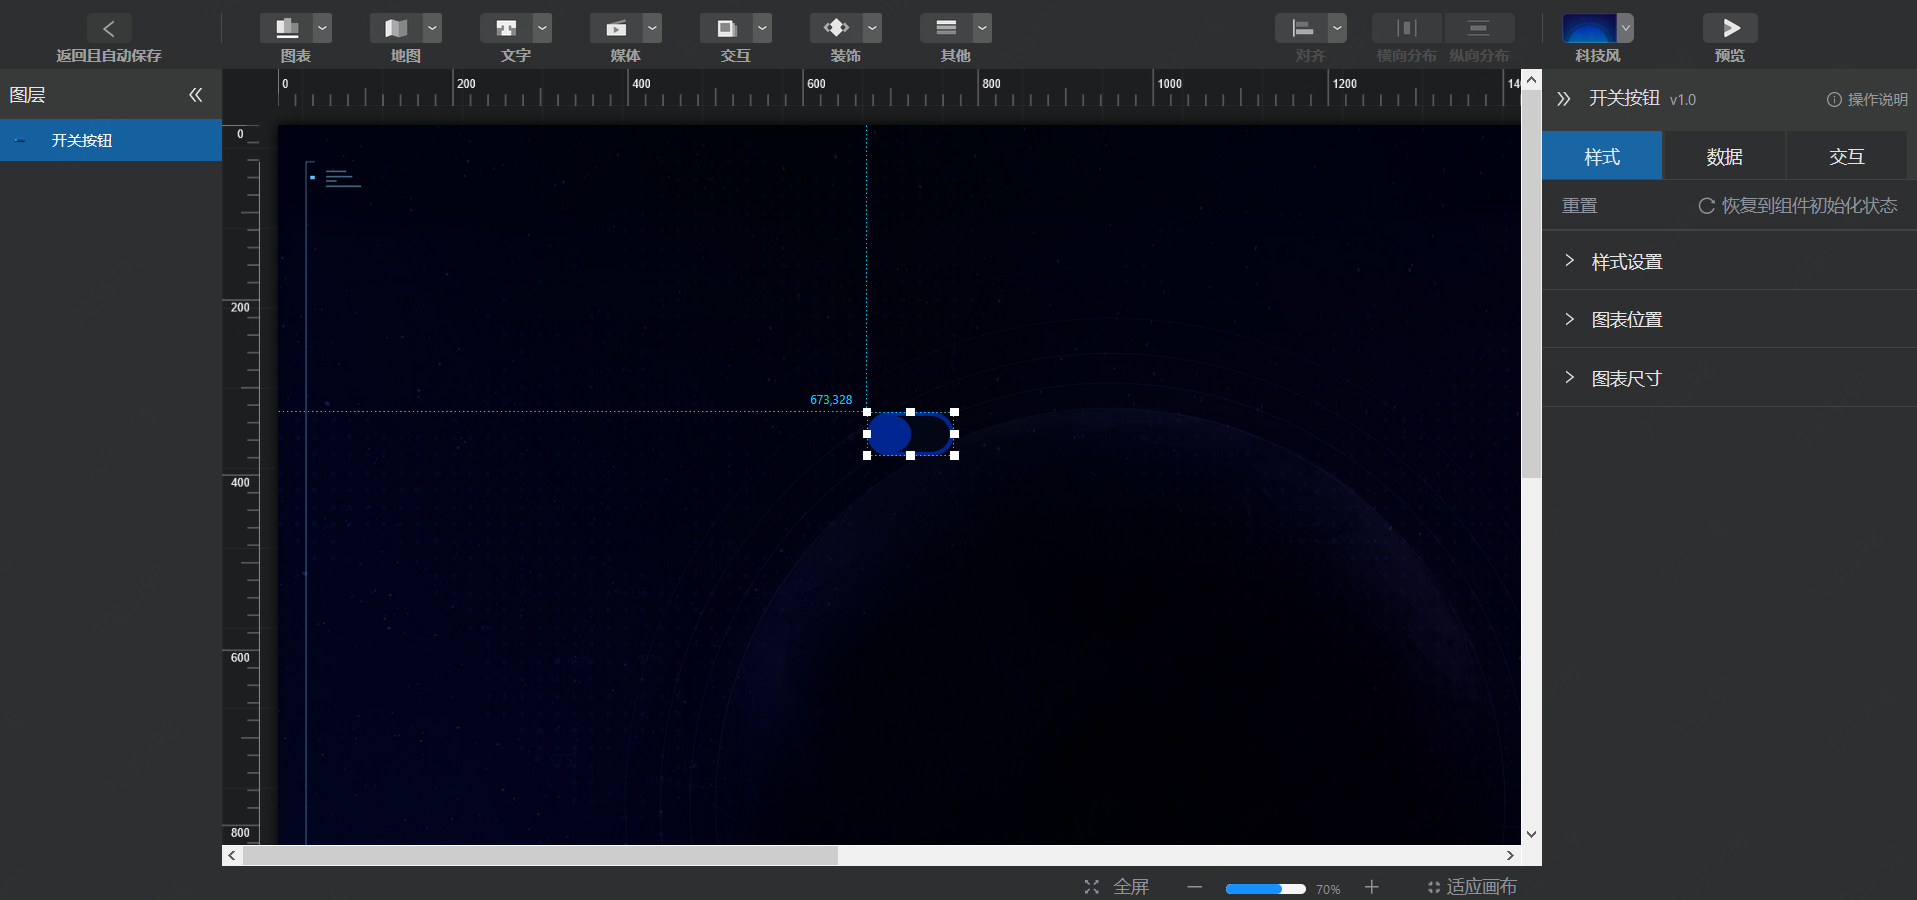 返回且自动保存
图表
地图
文字
媒体
交互
装饰
其他
对齐
横向分布
纵向分布
科技风
预览
图层
开关按钮
0
200
400
600
800
1000
1200
0
200
400
600
800
673,328
开关按钮 v1.0
操作说明
样式
数据
交互
重置
恢复到组件初始化状态
样式设置
图表位置
图表尺寸
全屏
70%
适应画布